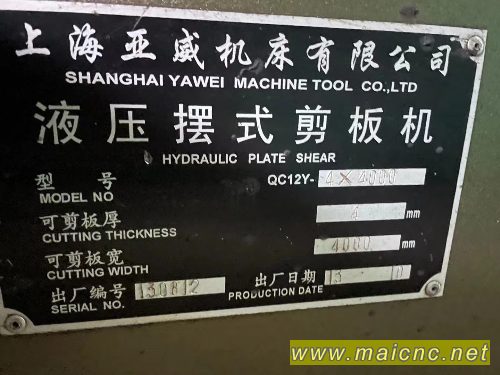 上海亚威机床有限公司
SHANGHAI YAWEI MACHINE TOOL CO.,LTD
液压摆式剪板机
HYDRAULIC PLATE SHEAR
型 号 QC12Y-4×4000
MODEL NO
可剪板厚 4 mm
CUTTING THICKNESS
可剪板宽 4000 mm
CUTTING WIDTH
出厂编号 出厂日期 13
SERIAL NO. PRODUCTION DATE
www.maicnc.net